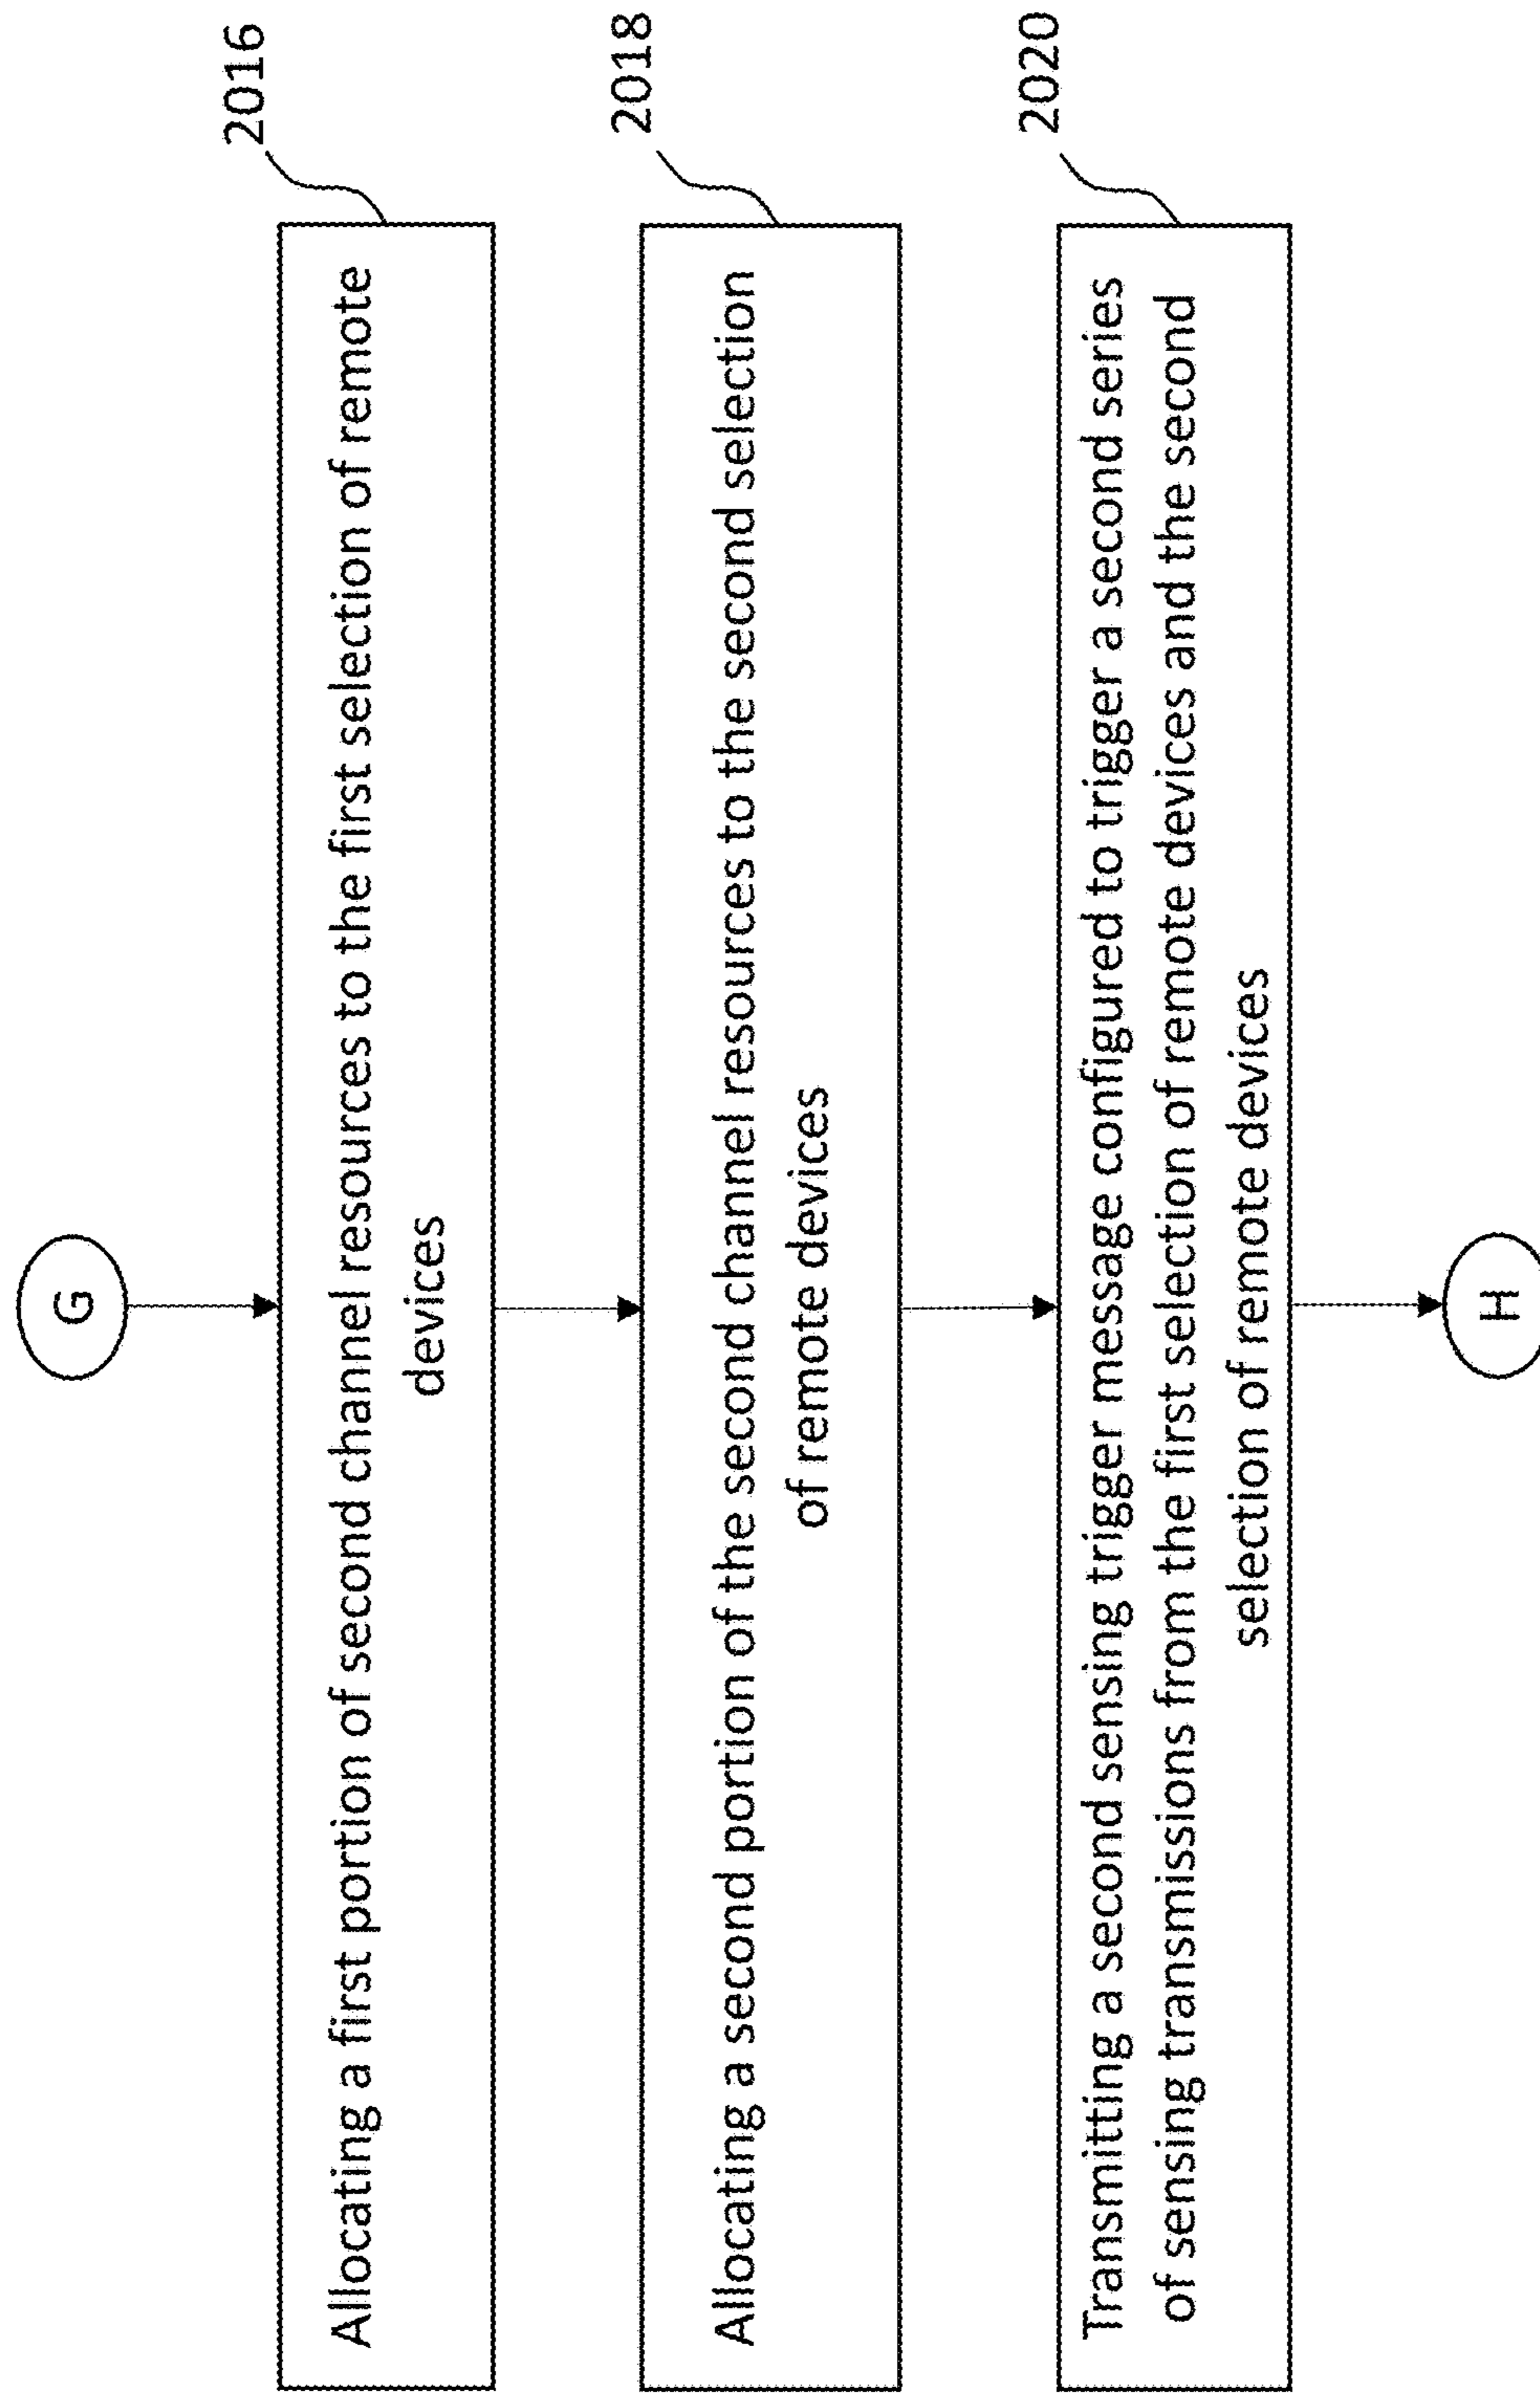 G
2016
Allocating a first portion of second channel resources to the first selection of remote
devices
2018
Allocating a second portion of the second channel resources to the second selection
of remote devices
2020
Transmitting a second sensing trigger message configured to trigger a second series
of sensing transmissions from the first selection of remote devices and the second
selection of remote devices
H